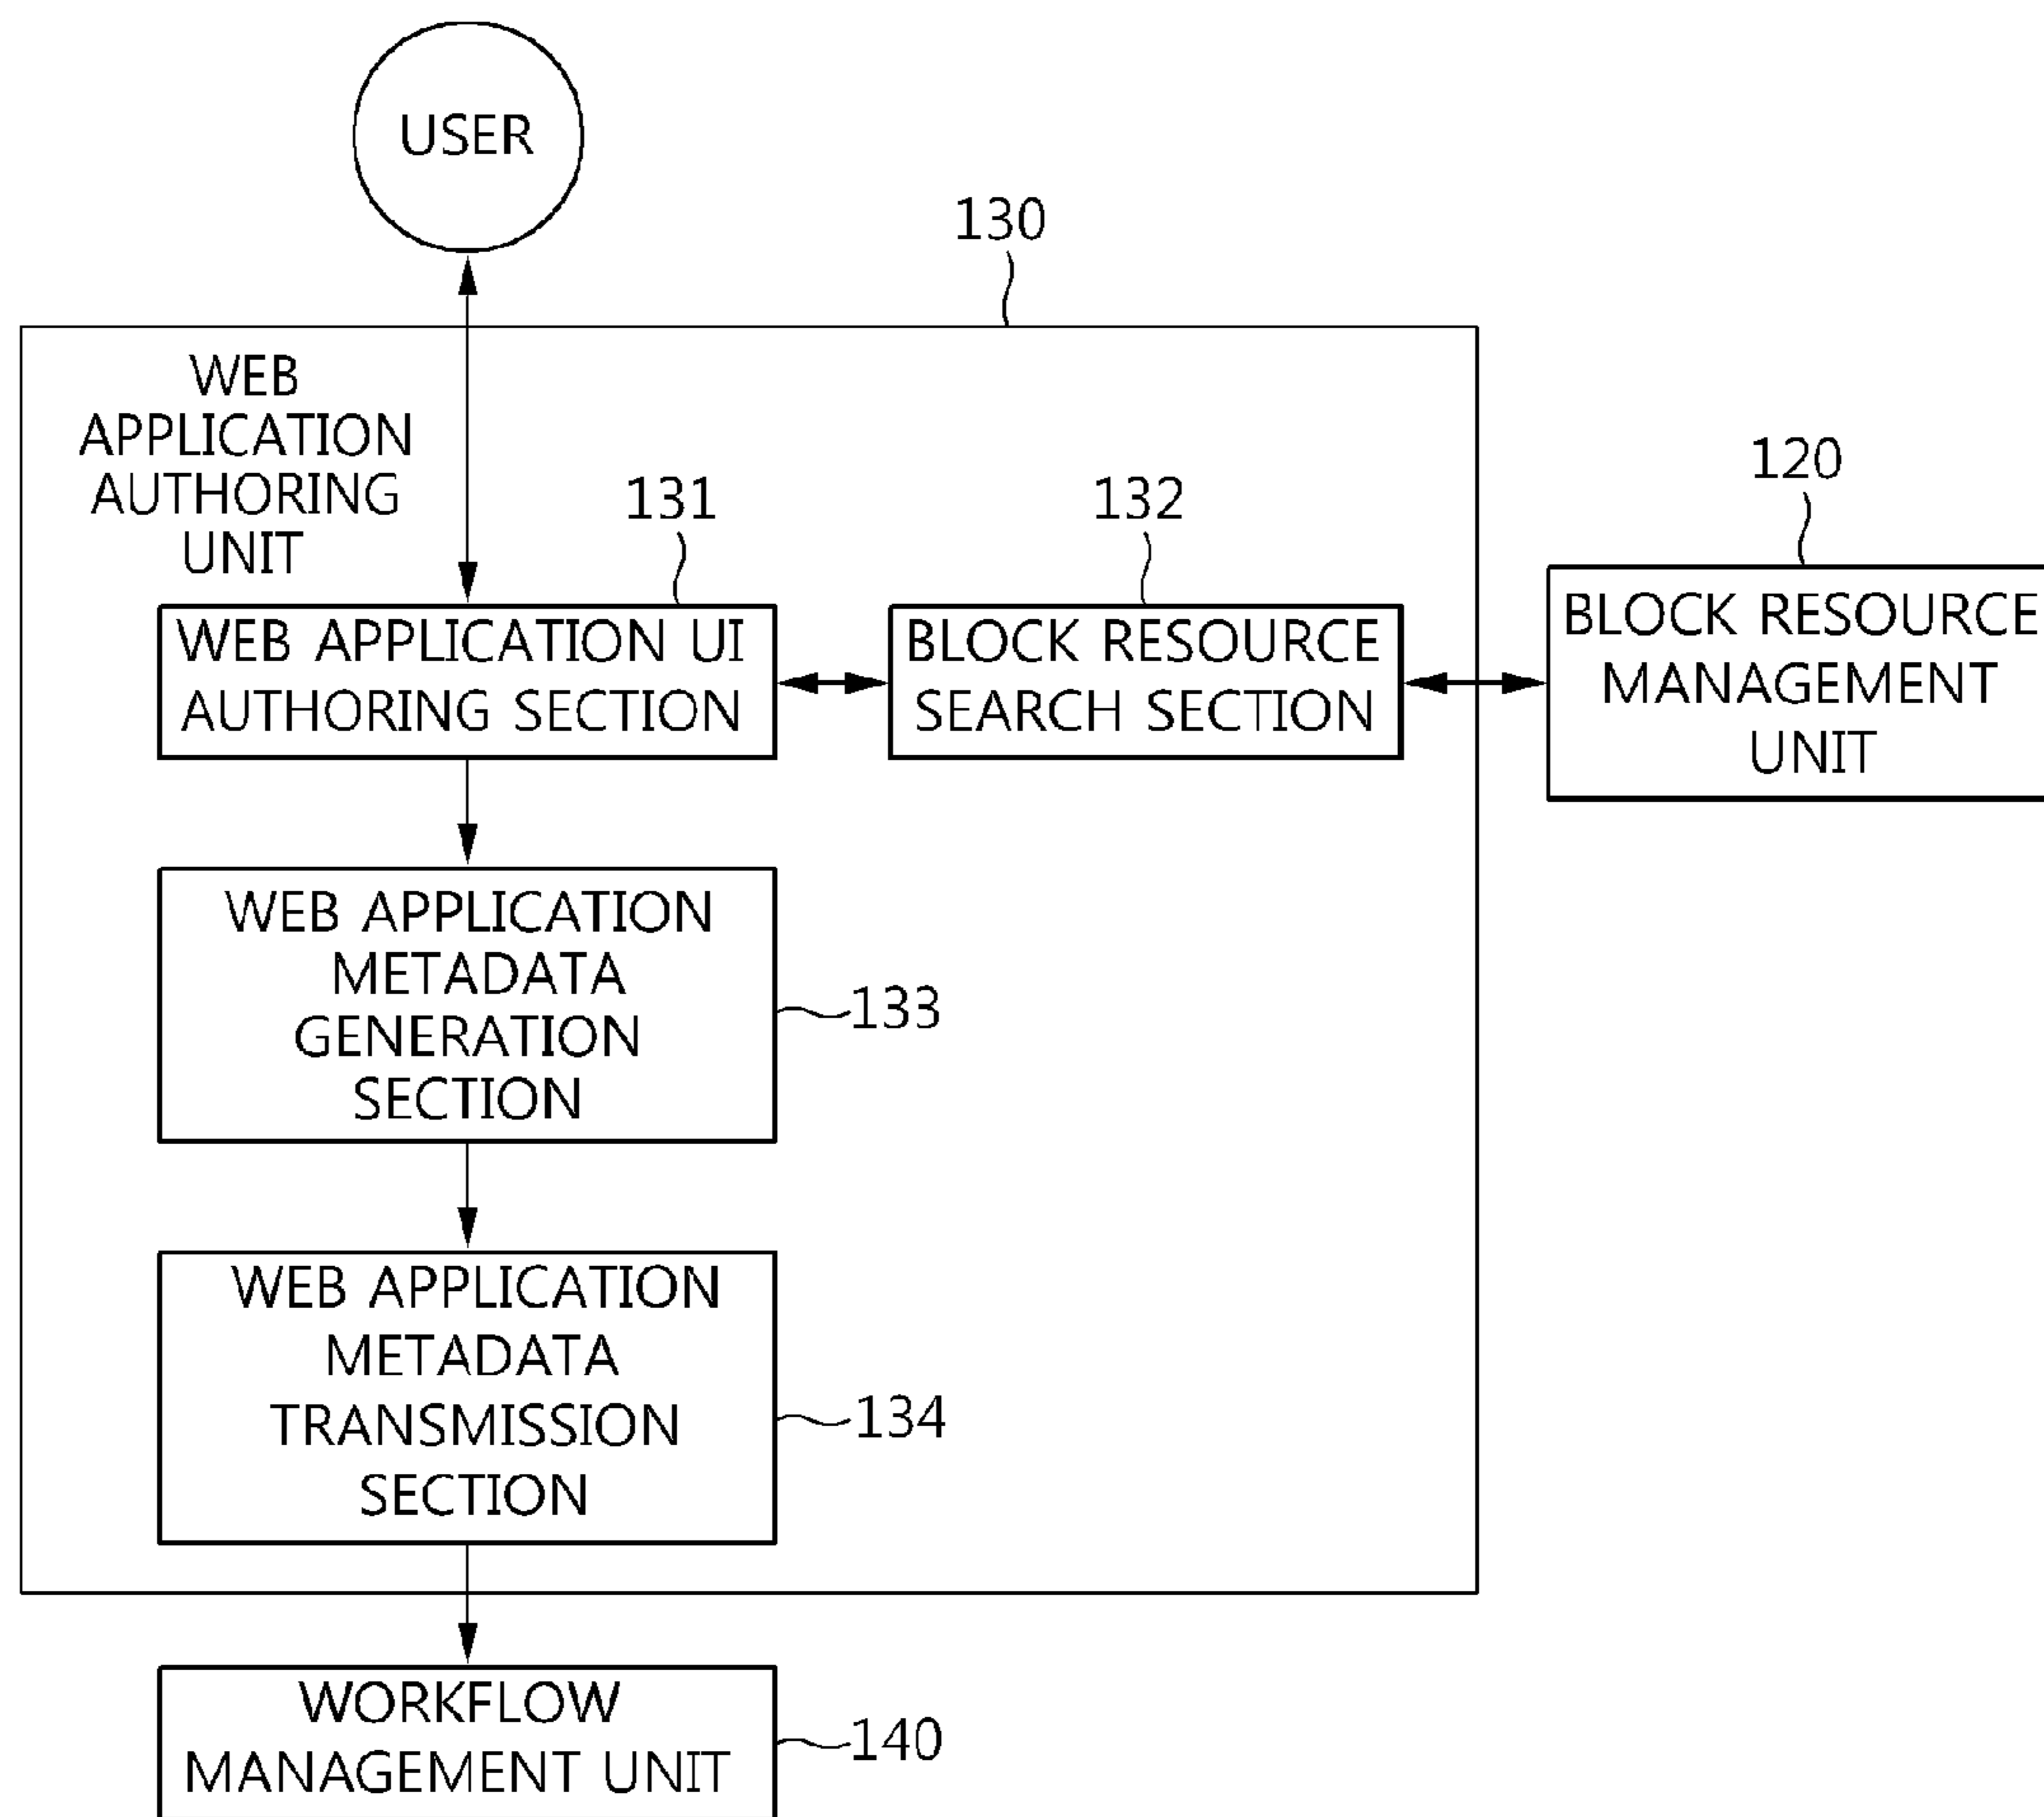 USER
130
WEB
APPLICATION
AUTHORING
UNIT
131
132
120
WEB APPLICATION UI
AUTHORING SECTION
BLOCK RESOURCE
SEARCH SECTION
BLOCK RESOURCE
MANAGEMENT
UNIT
WEB APPLICATION
METADATA
GENERATION
SECTION
133
WEB APPLICATION
METADATA
TRANSMISSION
SECTION
134
WORKFLOW
MANAGEMENT UNIT
140